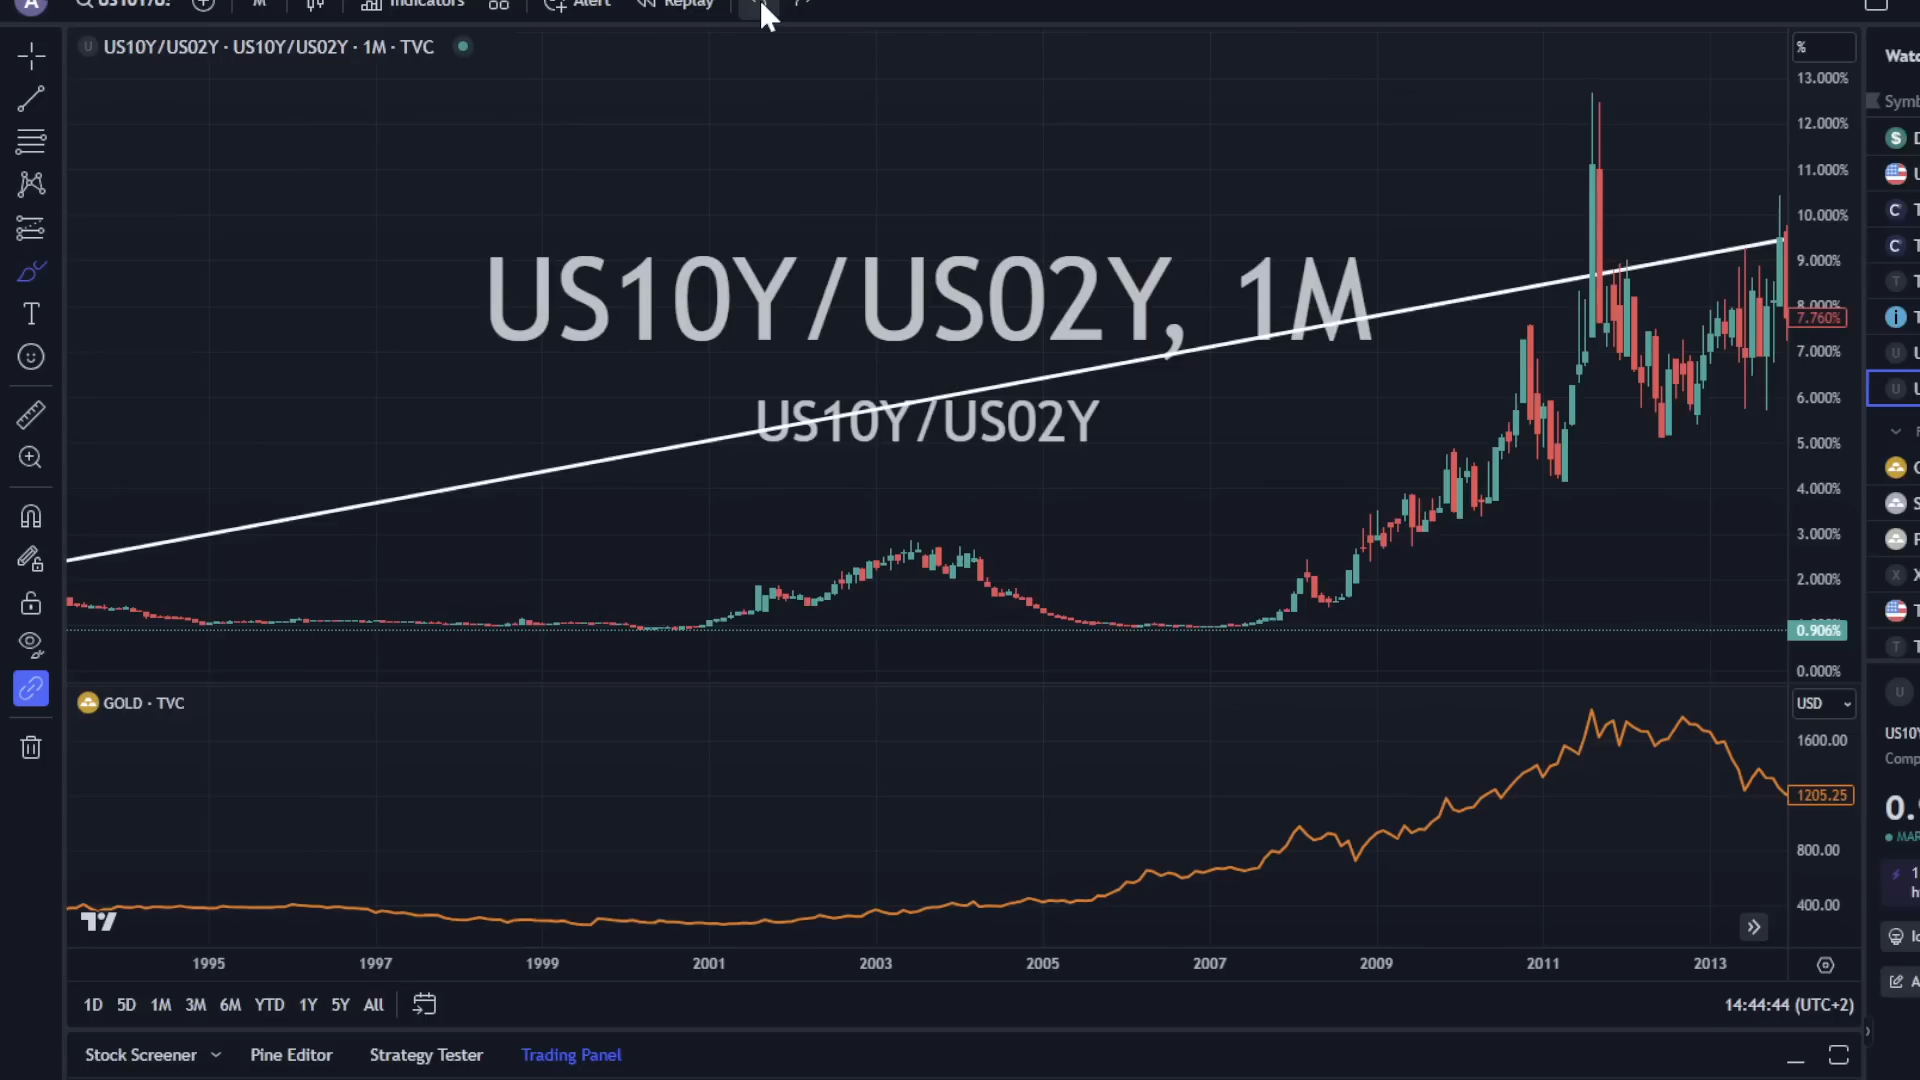 A
M
Indicators
Alert
Replay
U US10Y/US02Y · US10Y/US02Y · 1M · TVC
%
Symb
13.000%
12.000%
11.000%
10.000%
9.000%
8.000%
7.760%
7.000%
6.000%
5.000%
4.000%
3.000%
2.000%
0.906%
0.000%
US10Y/US02Y, 1M
US10Y/US02Y
GOLD · TVC
USD
1600.00
1205.25
800.00
400.00
US10Y
1995 1997 1999 2001 2003 2005 2007 2009 2011 2013
1D 5D 1M 3M 6M YTD 1Y 5Y All
14:44:44 (UTC+2)
Stock Screener Pine Editor Strategy Tester Trading Panel